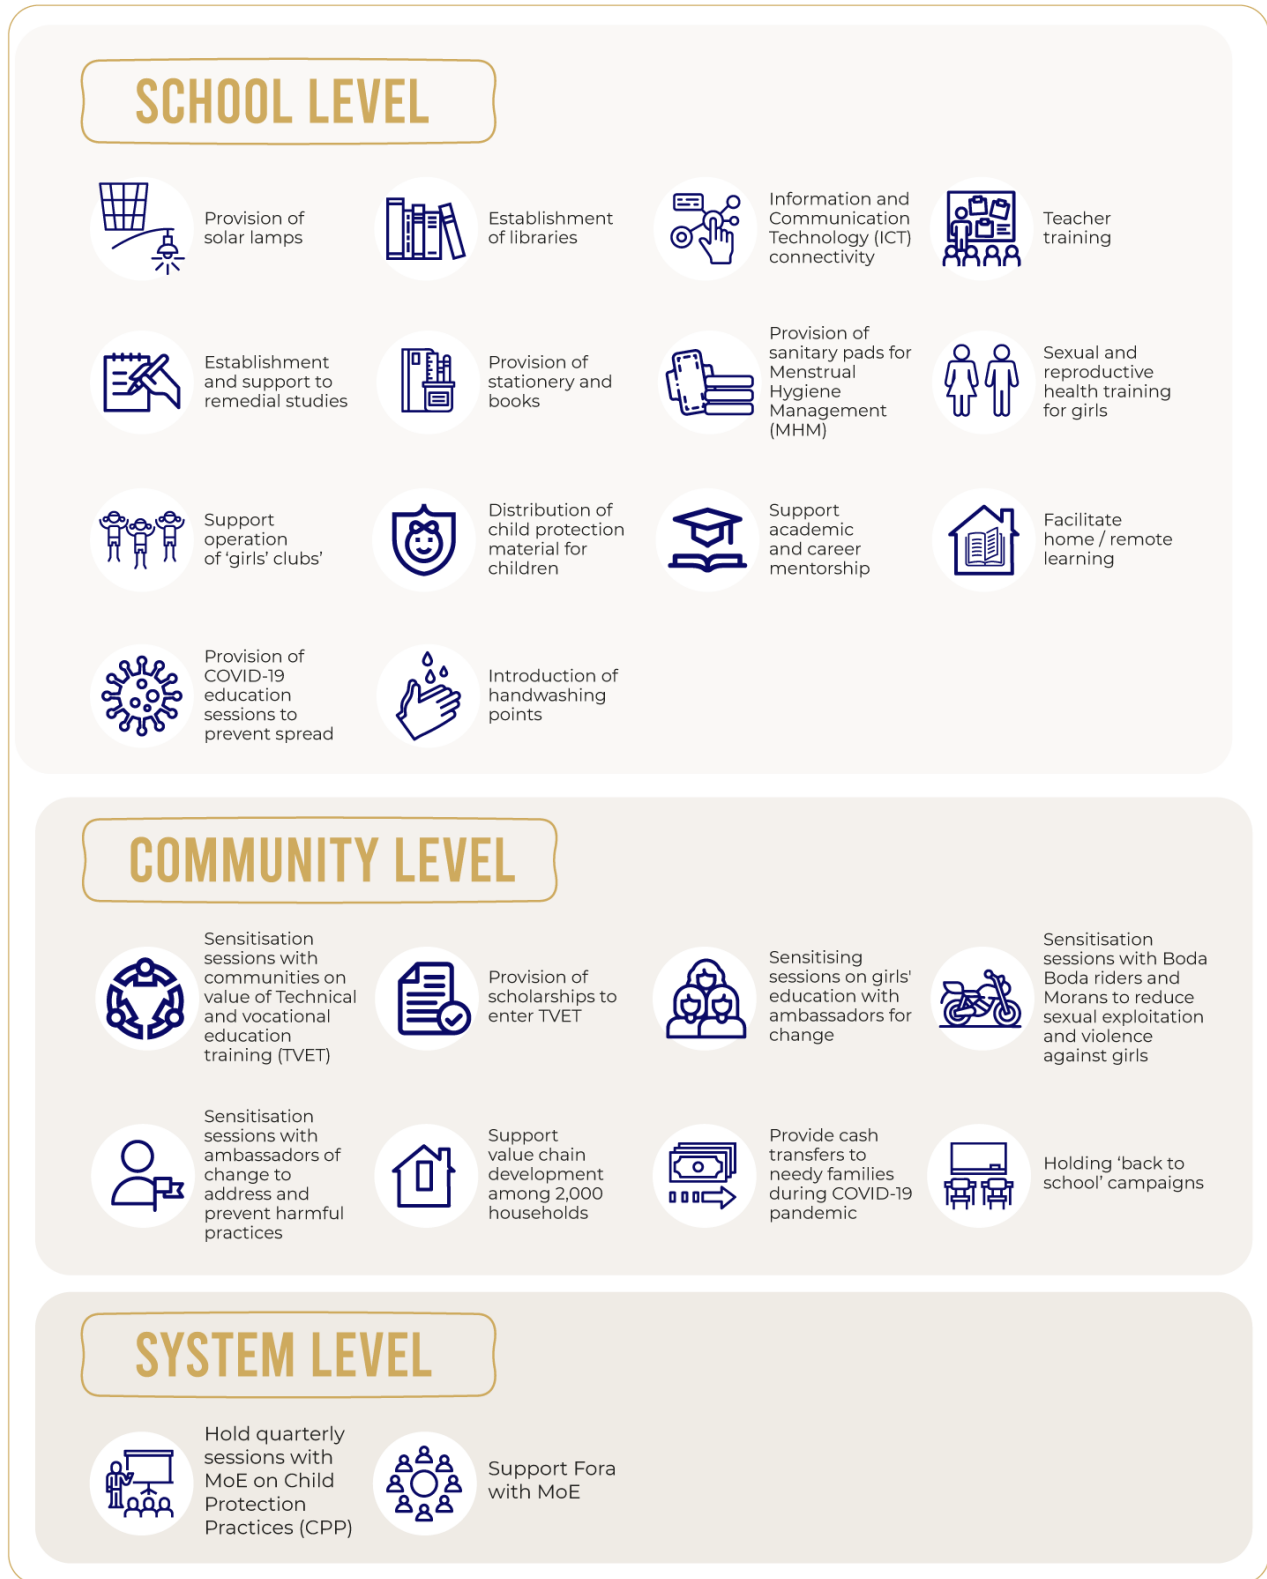 SCHOOL LEVEL
Provision of
solar lamps
Establishment
of libraries
Information and
Communication
Technology (ICT)
connectivity
Teacher
training
Establishment
and support to
remedial studies
Provision of
stationery and
books
Provision of
sanitary pads for
Menstrual
Hygiene
Management
(MHM)
Sexual and
reproductive
health training
for girls
Support
operation
of ‘girls’ clubs’
Distribution of
child protection
material for
children
Support
academic
and career
mentorship
Facilitate
home / remote
learning
Provision of
COVID-19
education
sessions to
prevent spread
Introduction of
handwashing
points
COMMUNITY LEVEL
Sensitisation
sessions with
communities on
value of Technical
and vocational
education
training (TVET)
Provision of
scholarships to
enter TVET
Sensitising
sessions on girls'
education with
ambassadors for
change
Sensitisation
sessions with Boda
Boda riders and
Morans to reduce
sexual exploitation
and violence
against girls
Sensitisation
sessions with
ambassadors of
change to
address and
prevent harmful
practices
Support
value chain
development
among 2,000
households
Provide cash
transfers to
needy families
during COVID-19
pandemic
Holding ‘back to
school’ campaigns
SYSTEM LEVEL
Hold quarterly
sessions with
MoE on Child
Protection
Practices (CPP)
Support Fora
with MoE